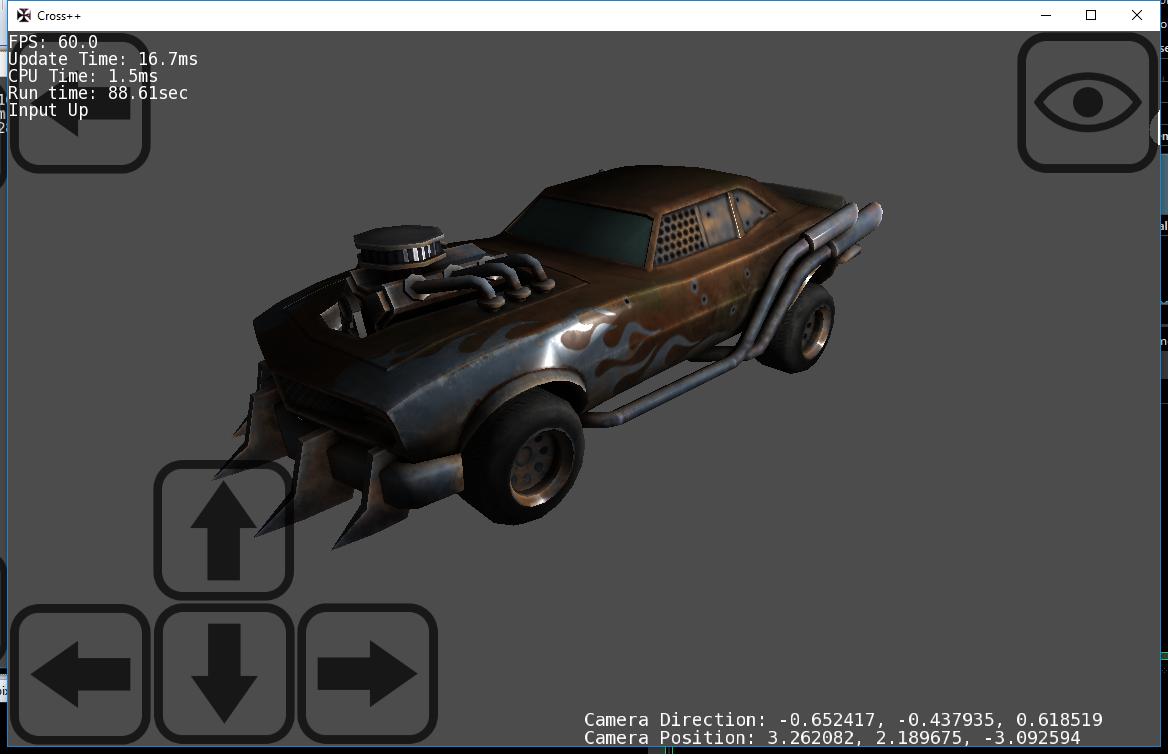 Cross++
FPS: 60.0
Update Time: 16.7ms
CPU Time: 1.5ms
Run time: 88.61sec
Input Up
Camera Direction: -0.652417, -0.437935, 0.618519
Camera Position: 3.262082, 2.189675, -3.092594